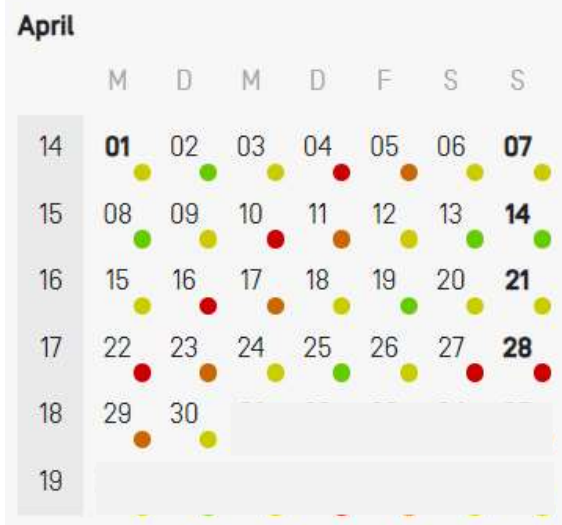 April
M D M D F S S
14 01 02 03 04 05 06 07
15 08 09 10 11 12 13 14
16 15 16 17 18 19 20 21
17 22 23 24 25 26 27 28
18 29 30
19